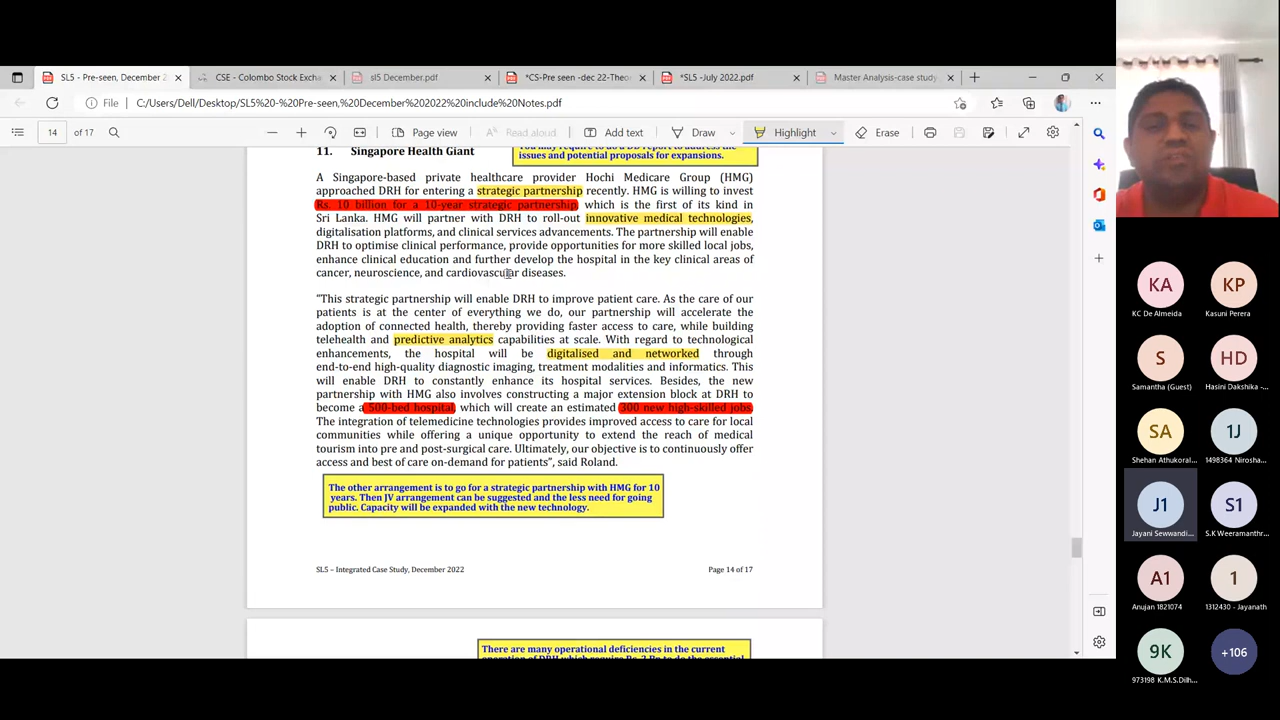 SL5 - Pre-seen, December 2
CSE - Colombo Stock Excha
sl5 December.pdf
*CS-Pre seen -dec 22-Theor
*SL5 -July 2022.pdf
Master Analysis-case study
File
C:/Users/Dell/Desktop/SL5%20-%20Pre-seen,%20December%202022%20include%20Notes.pdf
14 of 17
Page view
Read aloud
Add text
Draw
Highlight
Erase
issues and potential proposals for expansions.
11. Singapore Health Giant
A Singapore-based private healthcare provider Hochi Medicare Group (HMG)
approached DRH for entering a strategic partnership recently. HMG is willing to invest
Rs. 10 billion for a 10-year strategic partnership, which is the first of its kind in
Sri Lanka. HMG will partner with DRH to roll-out innovative medical technologies,
digitalisation platforms, and clinical services advancements. The partnership will enable
DRH to optimise clinical performance, provide opportunities for more skilled local jobs,
enhance clinical education and further develop the hospital in the key clinical areas of
cancer, neuroscience, and cardiovascular diseases.
"This strategic partnership will enable DRH to improve patient care. As the care of our
patients is at the center of everything we do, our partnership will accelerate the
adoption of connected health, thereby providing faster access to care, while building
telehealth and predictive analytics capabilities at scale. With regard to technological
enhancements, the hospital will be digitalised and networked through
end-to-end high-quality diagnostic imaging, treatment modalities and informatics. This
will enable DRH to constantly enhance its hospital services. Besides, the new
partnership with HMG also involves constructing a major extension block at DRH to
become a 500-bed hospital, which will create an estimated 300 new high-skilled jobs.
The integration of telemedicine technologies provides improved access to care for local
communities while offering a unique opportunity to extend the reach of medical
tourism into pre and post-surgical care. Ultimately, our objective is to continuously offer
access and best of care on-demand for patients", said Roland.
The other arrangement is to go for a strategic partnership with HMG for 10
years. Then JV arrangement can be suggested and the less need for going
public. Capacity will be expanded with the new technology.
SL5 – Integrated Case Study, December 2022
Page 14 of 17
There are many operational deficiencies in the current
KA
KC De Almeida
KP
Kasuni Perera
S
Samantha (Guest)
HD
Hasini Dakshika -...
SA
Shehan Athukoral...
1J
1498364 Nirosha...
J1
Jayani Sewwandi...
S1
S.K Weeramanthr...
A1
Anujan 1821074
1
1312430 - Jayanath
9K
973198 K.M.S.Dilh...
+106